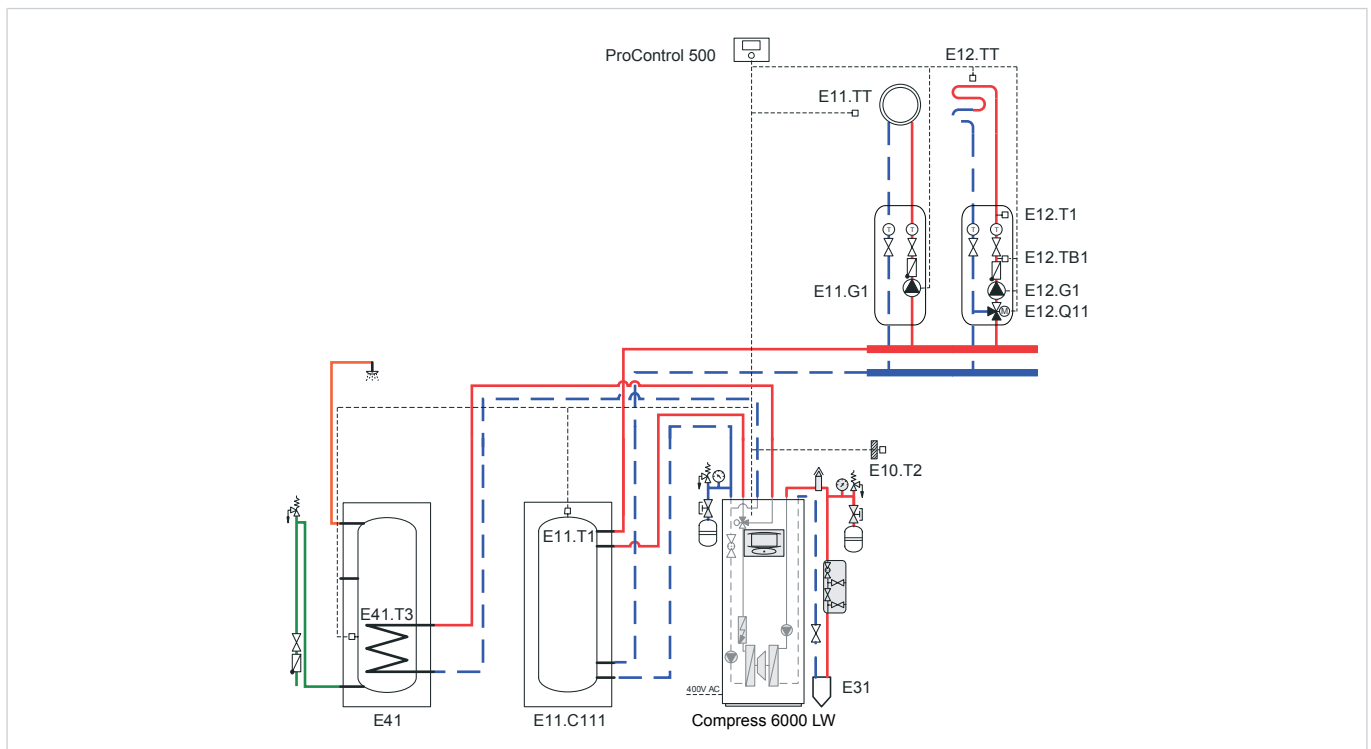 ProControl 500
E12.TT
E11.TT
T
T
T
T
E12.T1
E12.TB1
E11.G1
E12.G1
M
E12.Q11
E10.T2
E11.T1
E41.T3
400V AC
E31
E41
E11.C111
Compress 6000 LW